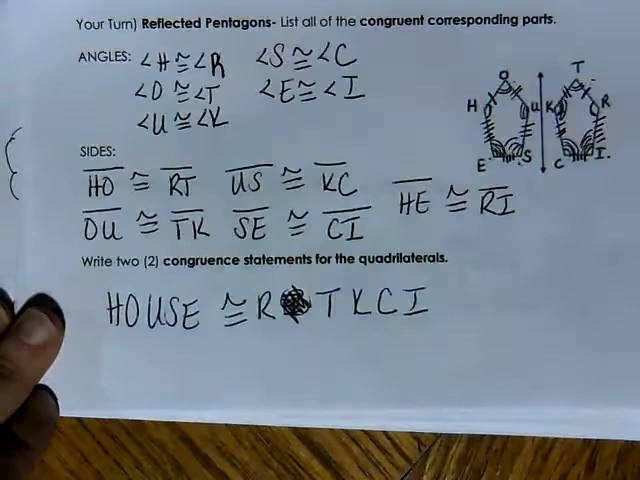 Your Turn) Reflected Pentagons- List all of the congruent corresponding parts.
ANGLES: ∠H ≅ ∠R ∠S ≅ ∠C
∠O ≅ ∠T ∠E ≅ ∠I
∠U ≅ ∠K
SIDES:
HO ≅ RT US ≅ KC HE ≅ RI
OU ≅ TK SE ≅ CI
Write two (2) congruence statements for the quadrilaterals.
HOUSE ≅ R T K C I
O T
H U K R
E S C I